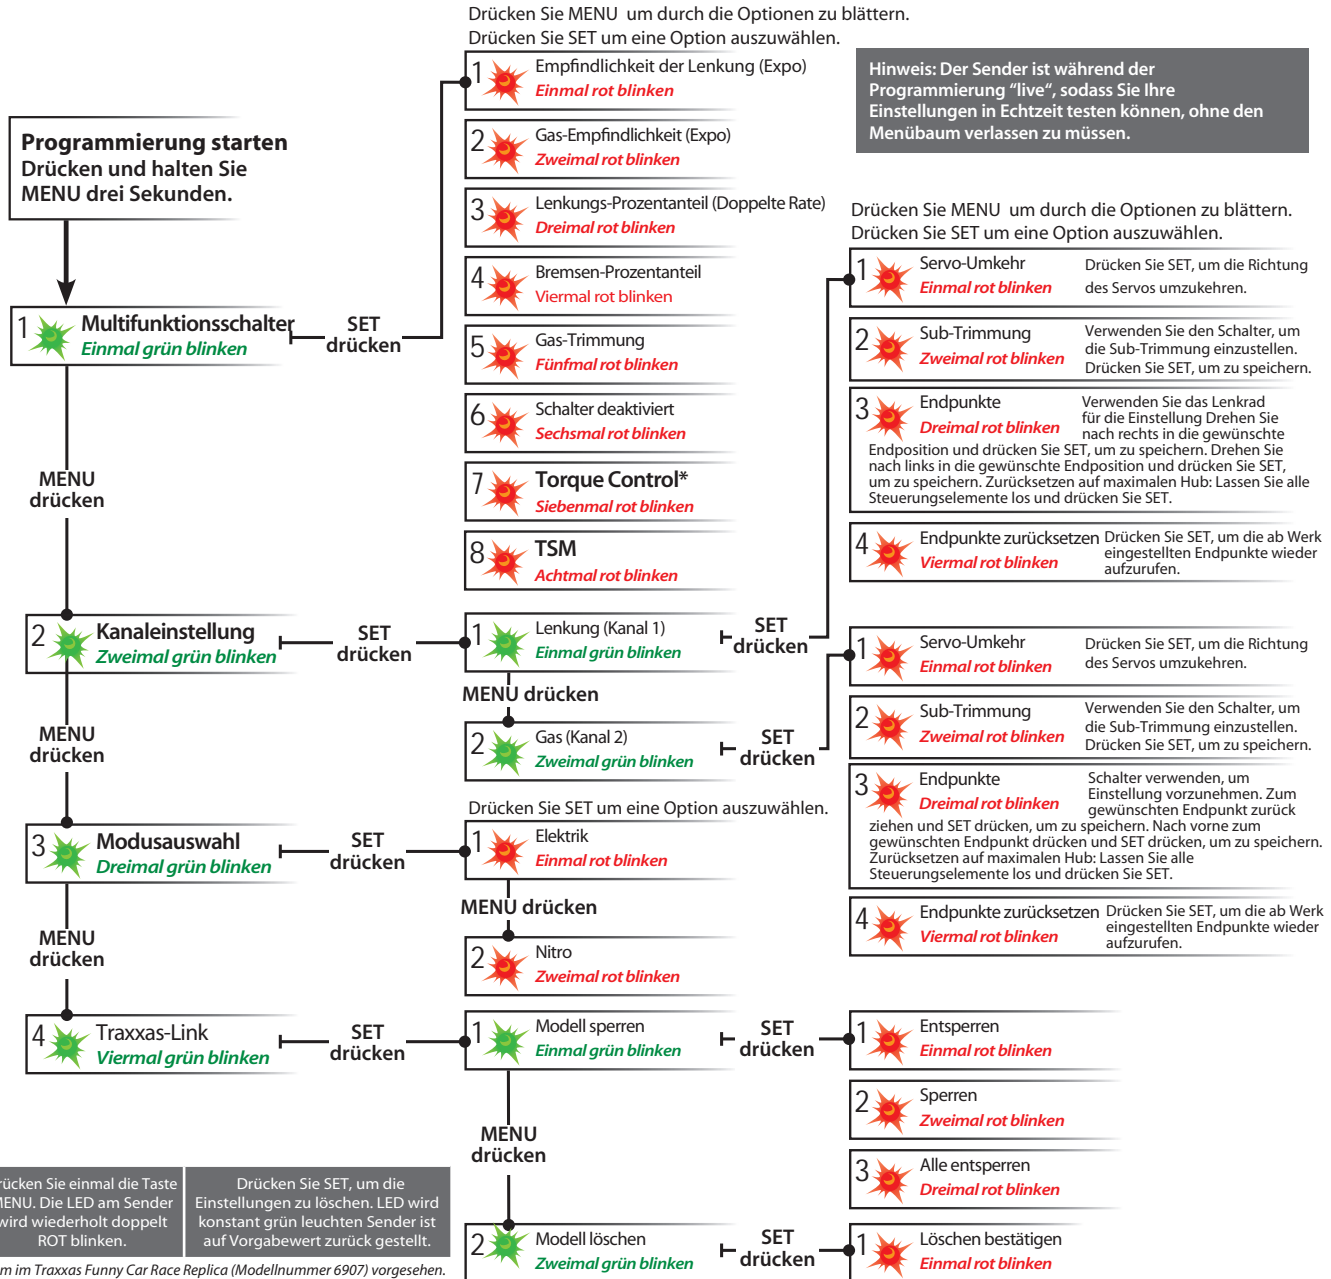 Drücken Sie MENU um durch die Optionen zu blättern.
Drücken Sie SET um eine Option auszuwählen.
Hinweis: Der Sender ist während der
Programmierung “live“, sodass Sie Ihre
Einstellungen in Echtzeit testen können, ohne den
Menübaum verlassen zu müssen.
Programmierung starten
Drücken und halten Sie
MENU drei Sekunden.
1 Multifunktionsschalter
Einmal grün blinken
SET
drücken
1 Empfindlichkeit der Lenkung (Expo)
Einmal rot blinken
2 Gas-Empfindlichkeit (Expo)
Zweimal rot blinken
3 Lenkungs-Prozentanteil (Doppelte Rate)
Dreimal rot blinken
4 Bremsen-Prozentanteil
Viermal rot blinken
5 Gas-Trimmung
Fünfmal rot blinken
6 Schalter deaktiviert
Sechsmal rot blinken
7 Torque Control*
Siebenmal rot blinken
8 TSM
Achtmal rot blinken
MENU
drücken
2 Kanaleinstellung
Zweimal grün blinken
SET
drücken
1 Lenkung (Kanal 1)
Einmal grün blinken
SET
drücken
MENU drücken
2 Gas (Kanal 2)
Zweimal grün blinken
SET
drücken
Drücken Sie MENU um durch die Optionen zu blättern.
Drücken Sie SET um eine Option auszuwählen.
1 Servo-Umkehr
Einmal rot blinken
Drücken Sie SET, um die Richtung
des Servos umzukehren.
2 Sub-Trimmung
Zweimal rot blinken
Verwenden Sie den Schalter, um
die Sub-Trimmung einzustellen.
Drücken Sie SET, um zu speichern.
3 Endpunkte
Dreimal rot blinken
Verwenden Sie das Lenkrad
für die Einstellung Drehen Sie
nach rechts in die gewünschte
Endposition und drücken Sie SET, um zu speichern. Drehen Sie
nach links in die gewünschte Endposition und drücken Sie SET,
um zu speichern. Zurücksetzen auf maximalen Hub: Lassen Sie alle
Steuerungselemente los und drücken Sie SET.
4 Endpunkte zurücksetzen
Viermal rot blinken
Drücken Sie SET, um die ab Werk
eingestellten Endpunkte wieder
aufzurufen.
1 Servo-Umkehr
Einmal rot blinken
Drücken Sie SET, um die Richtung
des Servos umzukehren.
2 Sub-Trimmung
Zweimal rot blinken
Verwenden Sie den Schalter, um
die Sub-Trimmung einzustellen.
Drücken Sie SET, um zu speichern.
3 Endpunkte
Dreimal rot blinken
Schalter verwenden, um
Einstellung vorzunehmen. Zum
gewünschten Endpunkt zurück
ziehen und SET drücken, um zu speichern. Nach vorne zum
gewünschten Endpunkt drücken und SET drücken, um zu speichern.
Zurücksetzen auf maximalen Hub: Lassen Sie alle
Steuerungselemente los und drücken Sie SET.
4 Endpunkte zurücksetzen
Viermal rot blinken
Drücken Sie SET, um die ab Werk
eingestellten Endpunkte wieder
aufzurufen.
MENU
drücken
3 Modusauswahl
Dreimal grün blinken
SET
drücken
Drücken Sie SET um eine Option auszuwählen.
1 Elektrik
Einmal rot blinken
MENU drücken
2 Nitro
Zweimal rot blinken
MENU
drücken
4 Traxxas-Link
Viermal grün blinken
SET
drücken
1 Modell sperren
Einmal grün blinken
SET
drücken
1 Entsperren
Einmal rot blinken
2 Sperren
Zweimal rot blinken
3 Alle entsperren
Dreimal rot blinken
MENU
drücken
2 Modell löschen
Zweimal grün blinken
SET
drücken
1 Löschen bestätigen
Einmal rot blinken
Sie einmal die Taste
MENU. Die LED am Sender
wird wiederholt doppelt
ROT blinken.
Drücken Sie SET, um die
Einstellungen zu löschen. LED wird
konstant grün leuchten Sender ist
auf Vorgabewert zurück gestellt.
im Traxxas Funny Car Race Replica (Modellnummer 6907) vorgesehen.